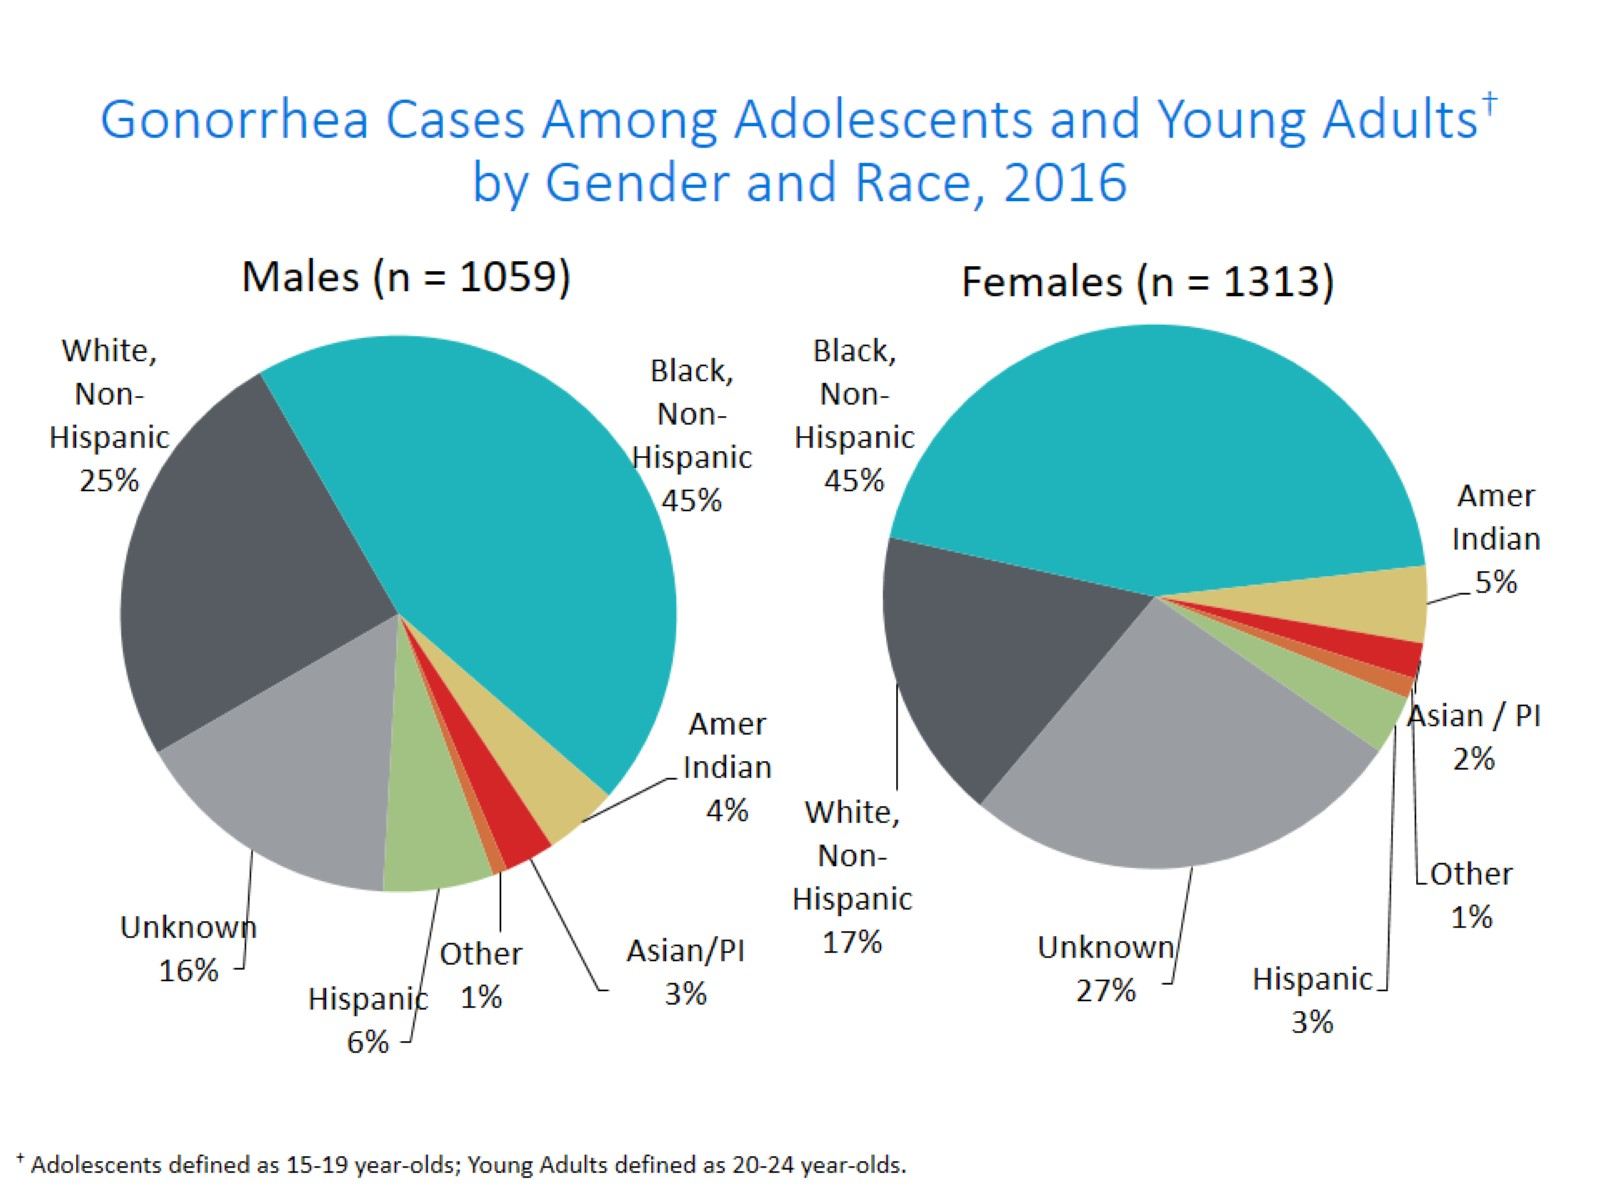 Gonorrhea Cases Among Adolescents and Young Adults†
by Gender and Race, 2016
Males (n = 1059)
White,
Non-
Hispanic
25%
Black,
Non-
Hispanic
45%
Amer
Indian
4%
Asian/PI
3%
Other
1%
Hispanic
6%
Unknown
16%
Females (n = 1313)
Black,
Non-
Hispanic
45%
Amer
Indian
5%
Asian / PI
2%
Other
1%
Hispanic
3%
Unknown
27%
White,
Non-
Hispanic
17%
† Adolescents defined as 15-19 year-olds; Young Adults defined as 20-24 year-olds.